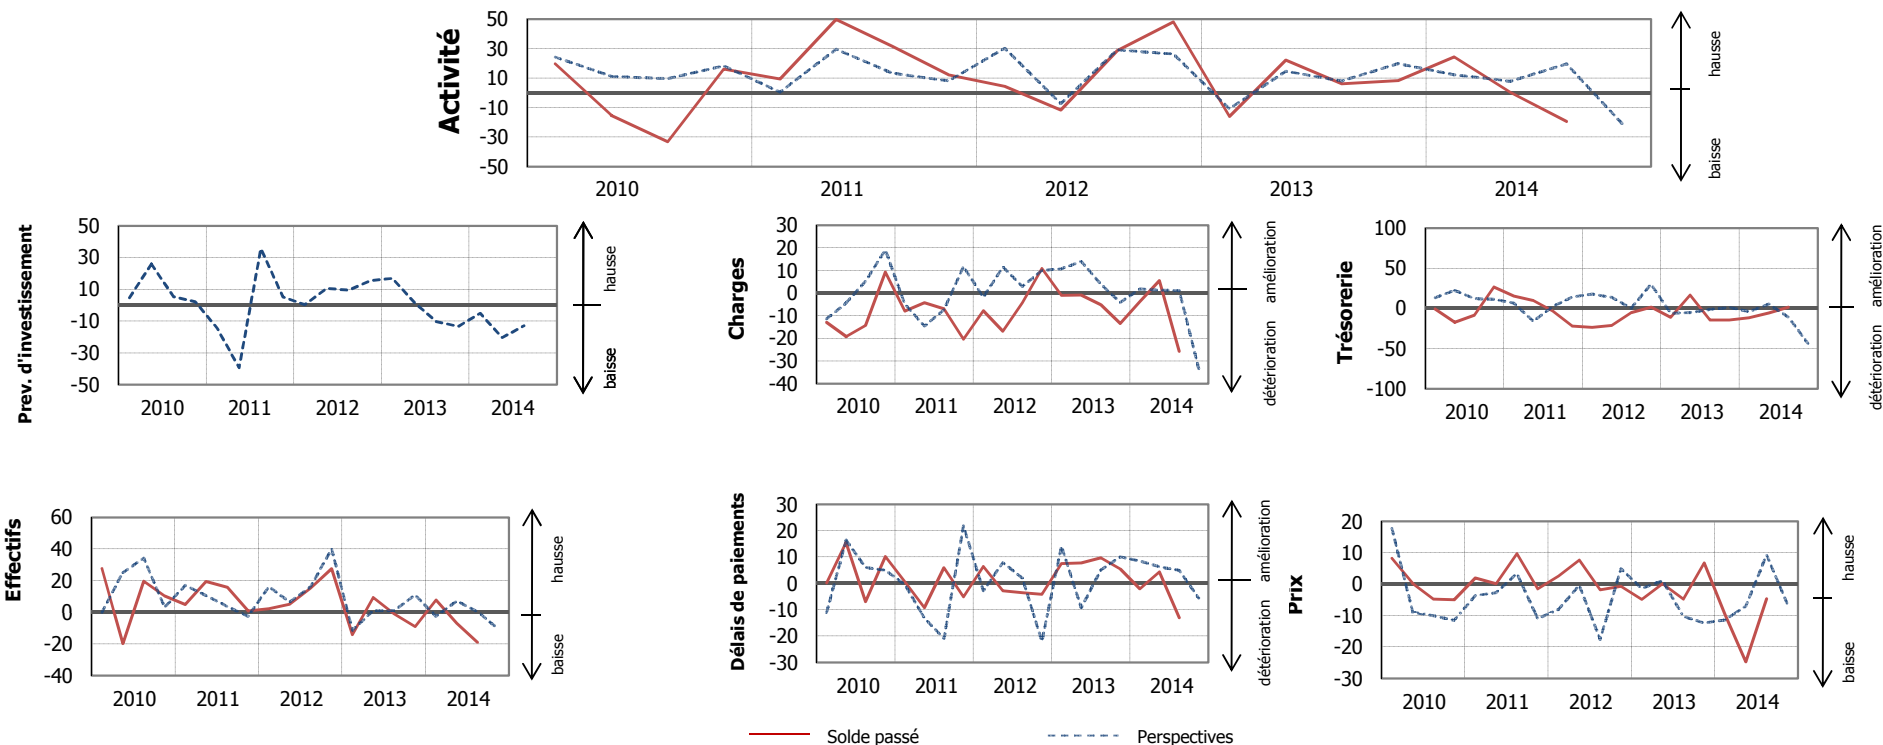 Activité
50
30
10
-10
-30
-50
2010 2011 2012 2013 2014
hausse
baisse
Prev. d'investissement
50
30
10
-10
-30
-50
2010 2011 2012 2013 2014
hausse
baisse
Charges
30
20
10
0
-10
-20
-30
-40
2010 2011 2012 2013 2014
amélioration
détérioration
Trésorerie
100
50
0
-50
-100
2010 2011 2012 2013 2014
amélioration
détérioration
Effectifs
60
40
20
0
-20
-40
2010 2011 2012 2013 2014
hausse
baisse
Délais de paiements
30
20
10
0
-10
-20
-30
2010 2011 2012 2013 2014
amélioration
détérioration
Prix
20
10
0
-10
-20
-30
2010 2011 2012 2013 2014
hausse
baisse
Solde passé Perspectives